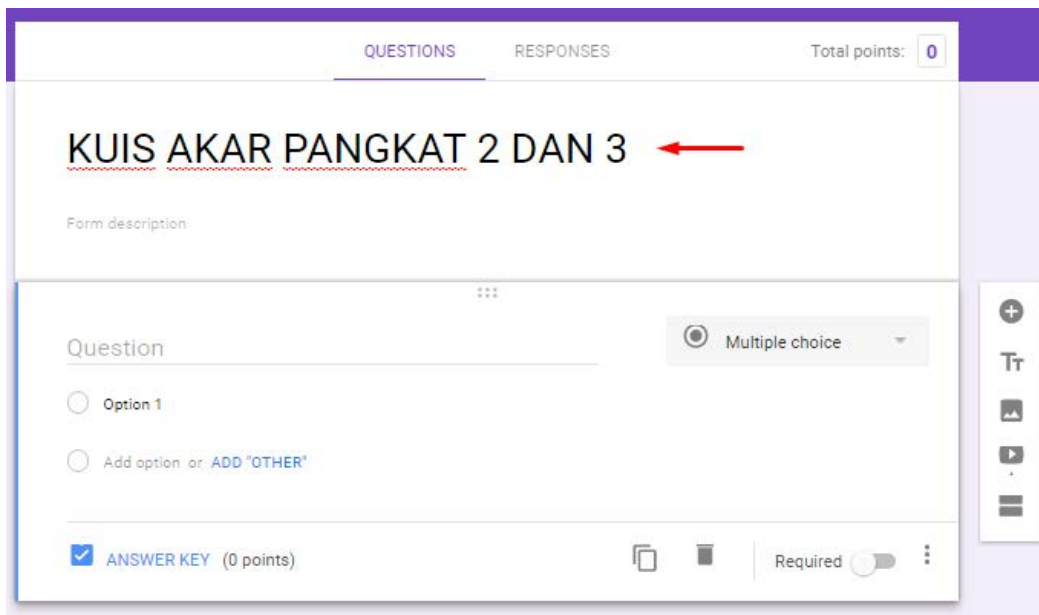 QUESTIONS RESPONSES Total points: 0
KUIS AKAR PANGKAT 2 DAN 3
Form description
Question
Multiple choice
Option 1
Add option or ADD "OTHER"
ANSWER KEY (0 points)
Required
Tт